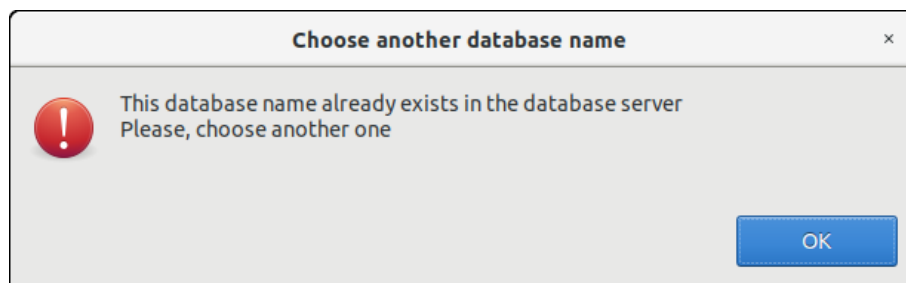 Choose another database name
×
This database name already exists in the database server
Please, choose another one
OK